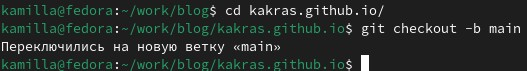 kamilla@fedora:~/work/blog$ cd kakras.github.io/
kamilla@fedora:~/work/blog/kakras.github.io$ git checkout -b main
Переключились на новую ветку «main»
kamilla@fedora:~/work/blog/kakras.github.io$